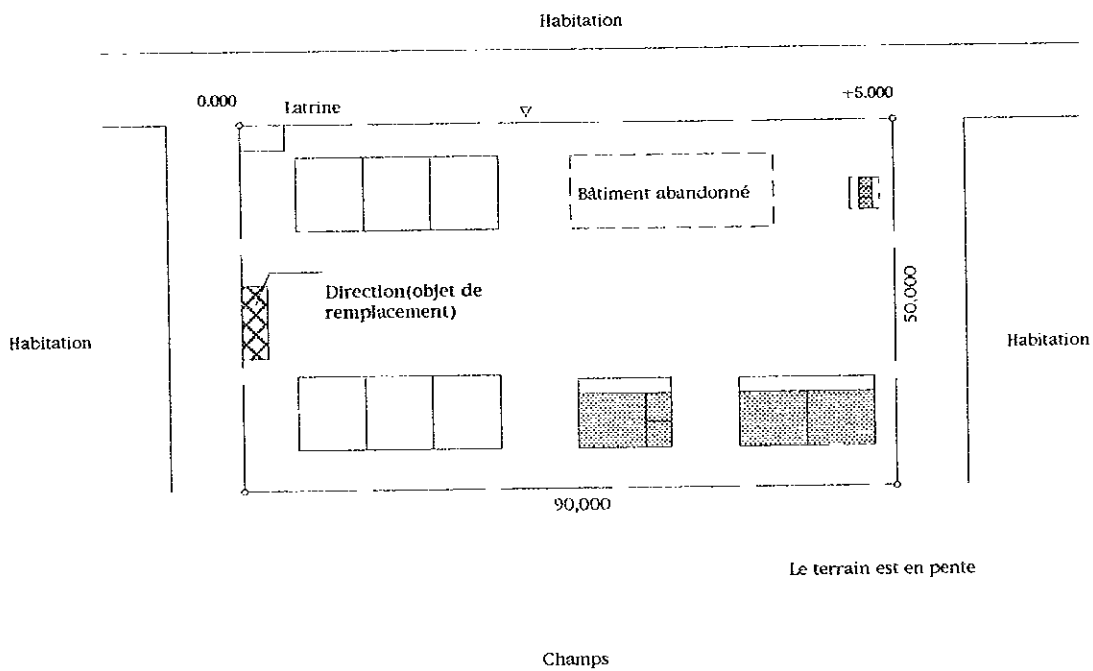 Habitation
0.000
Latrine
+5.000
Bâtiment abandonné
Direction(objet de
remplacement)
50,000
Habitation
Habitation
90,000
Le terrain est en pente
Champs